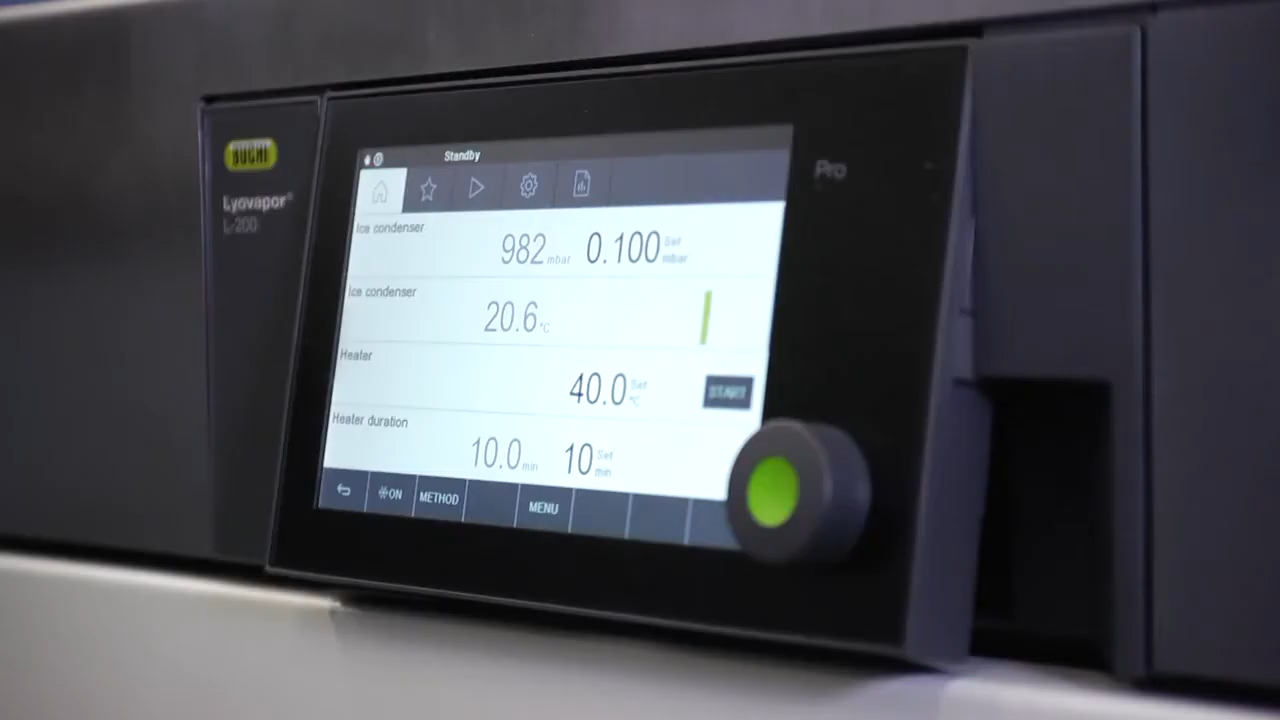 BUCHI
Lyovapor®
L-200
Pro
Standby
Ice condenser
982 mbar 0.100 Set mbar
Ice condenser
20.6 °C
Heater
40.0 Set °C
START
Heater duration
10.0 min 10 Set min
ON
METHOD
MENU